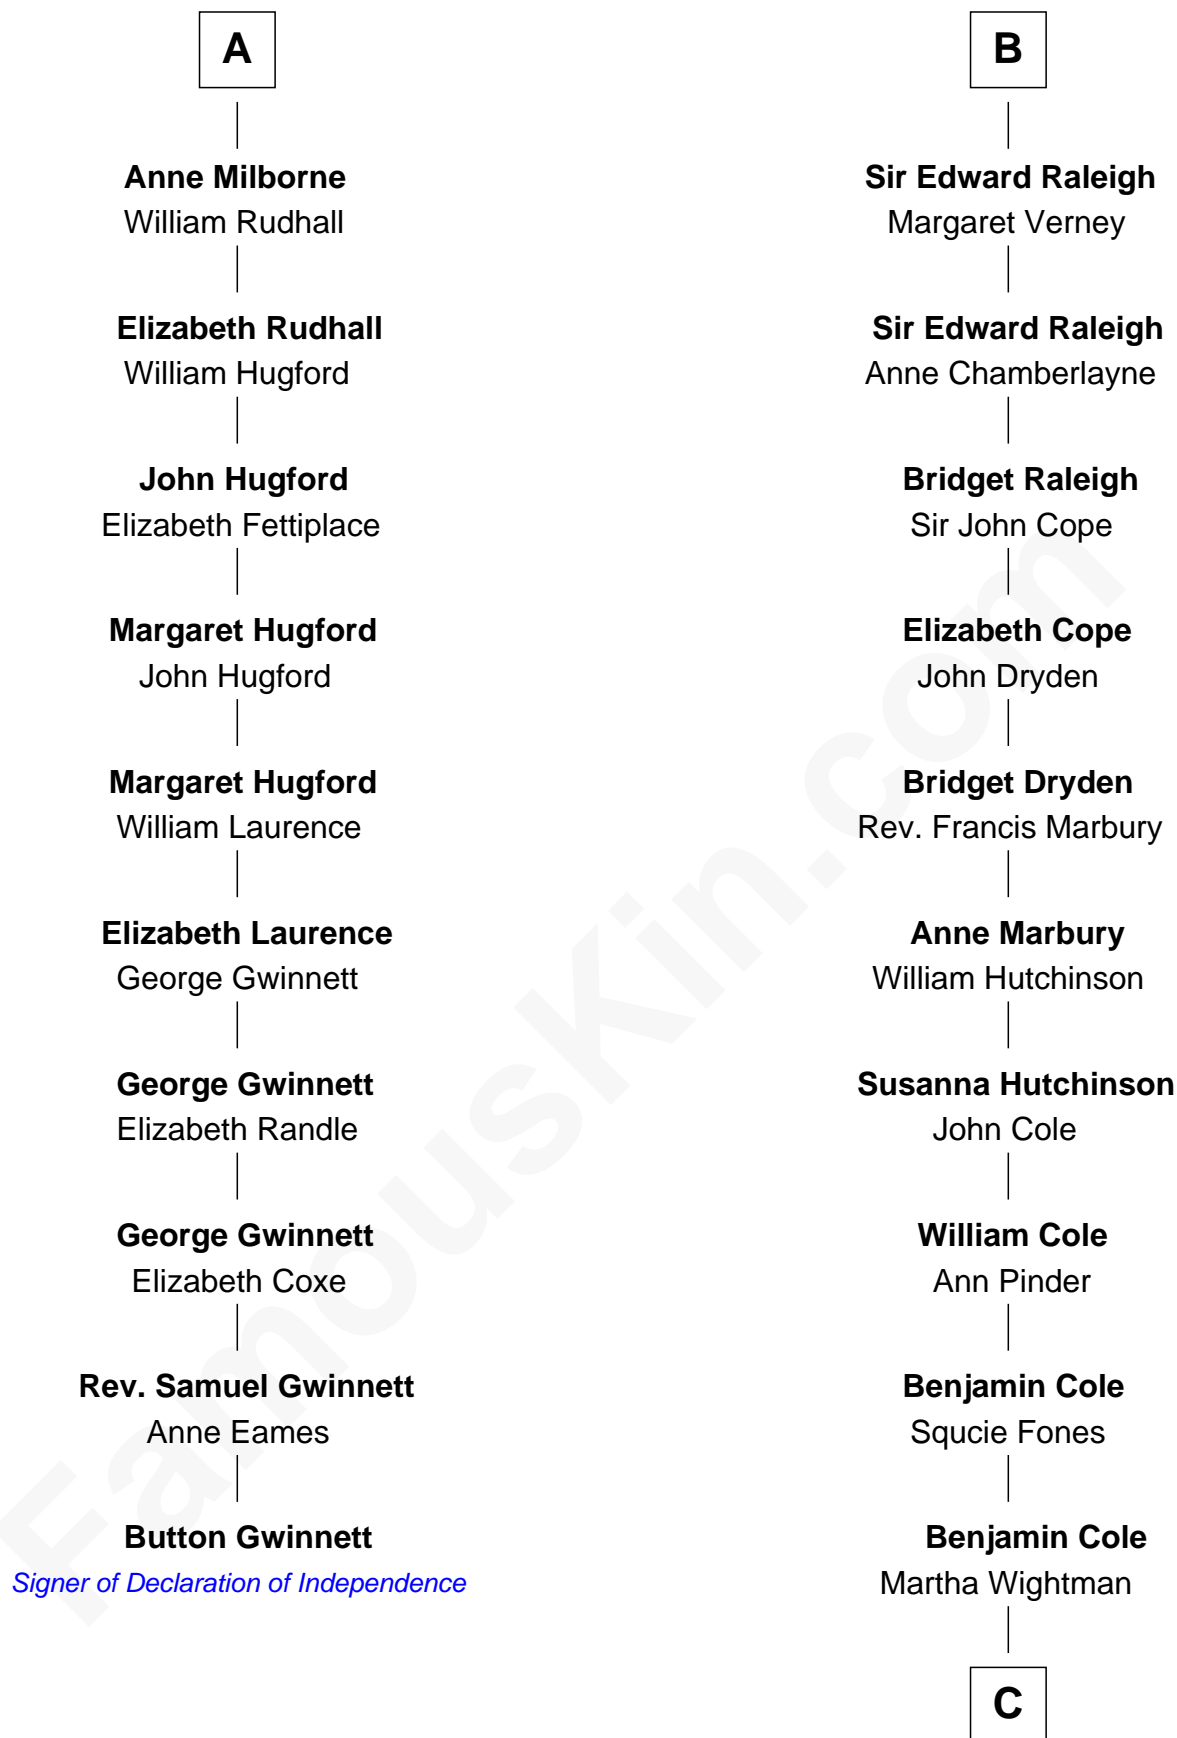 A
Anne Milborne
William Rudhall
Elizabeth Rudhall
William Hugford
John Hugford
Elizabeth Fettiplace
Margaret Hugford
John Hugford
Margaret Hugford
William Laurence
Elizabeth Laurence
George Gwinnett
George Gwinnett
Elizabeth Randle
George Gwinnett
Elizabeth Coxe
Rev. Samuel Gwinnett
Anne Eames
Button Gwinnett
Signer of Declaration of Independence
B
Sir Edward Raleigh
Margaret Verney
Sir Edward Raleigh
Anne Chamberlayne
Bridget Raleigh
Sir John Cope
Elizabeth Cope
John Dryden
Bridget Dryden
Rev. Francis Marbury
Anne Marbury
William Hutchinson
Susanna Hutchinson
John Cole
William Cole
Ann Pinder
Benjamin Cole
Squcie Fones
Benjamin Cole
Martha Wightman
C
FamousKin.com